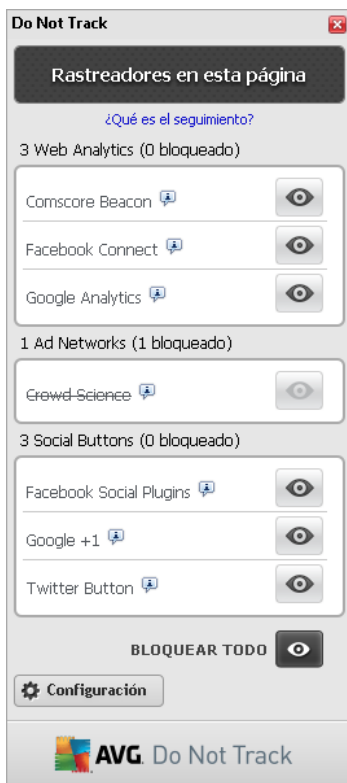 Do Not Track
Rastreadores en esta página
¿Qué es el seguimiento?
3 Web Analytics (0 bloqueado)
Comscore Beacon
Facebook Connect
Google Analytics
1 Ad Networks (1 bloqueado)
Crowd Science
3 Social Buttons (0 bloqueado)
Facebook Social Plugins
Google +1
Twitter Button
BLOQUEAR TODO
Configuración
AVG. Do Not Track